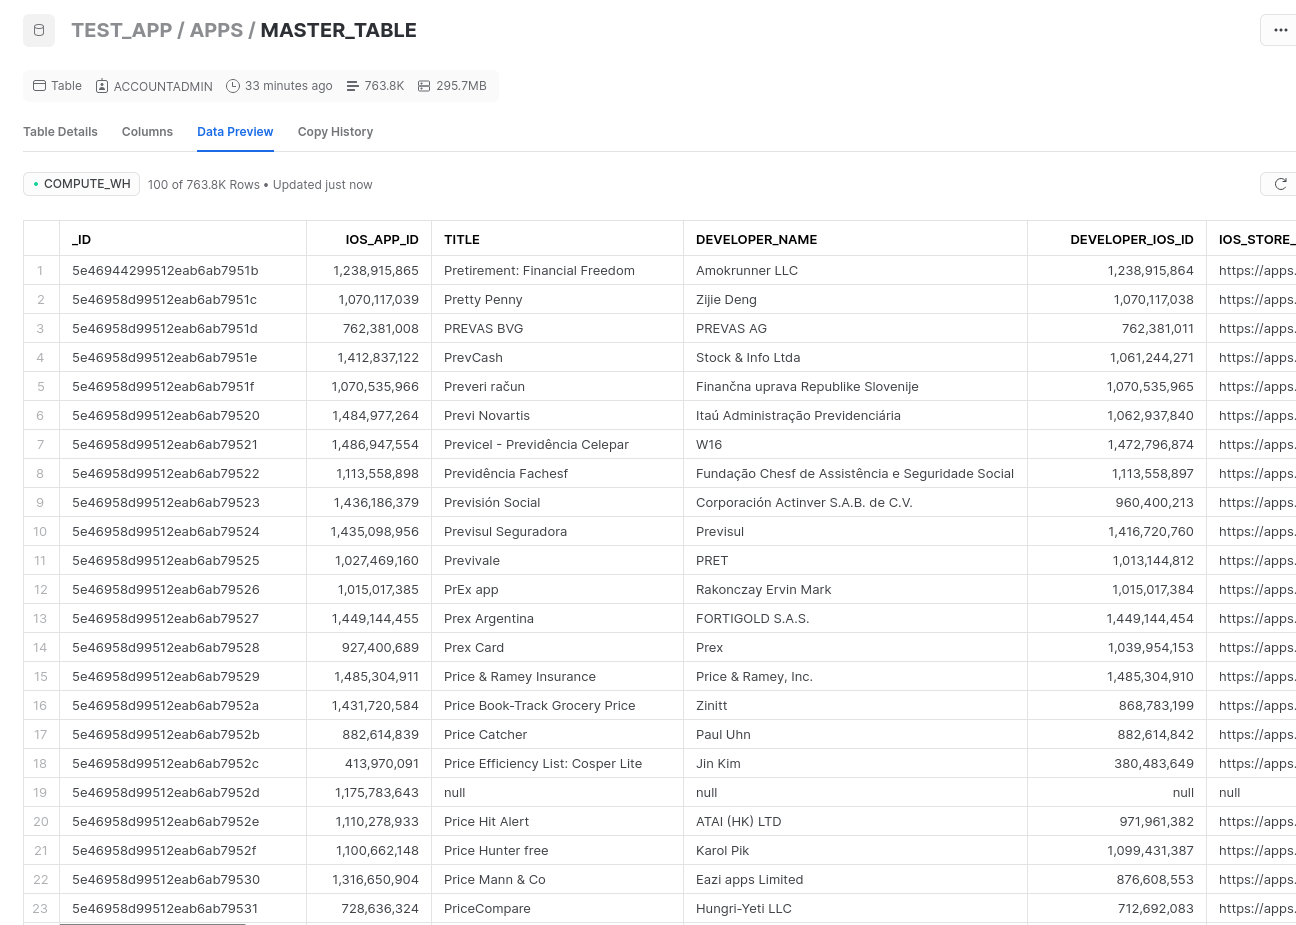 TEST_APP / APPS / MASTER_TABLE
Table ACCOUNTADMIN 33 minutes ago 763.8K 295.7MB
Table Details Columns Data Preview Copy History
COMPUTE_WH 100 of 763.8K Rows • Updated just now
_ID IOS_APP_ID TITLE DEVELOPER_NAME DEVELOPER_IOS_ID IOS_STORE_
1 5e46944299512eab6ab7951b 1,238,915,865 Pretirement: Financial Freedom Amokrunner LLC 1,238,915,864 https://apps.
2 5e46958d99512eab6ab7951c 1,070,117,039 Pretty Penny Zijie Deng 1,070,117,038 https://apps.
3 5e46958d99512eab6ab7951d 762,381,008 PREVAS BVG PREVAS AG 762,381,011 https://apps.
4 5e46958d99512eab6ab7951e 1,412,837,122 PrevCash Stock & Info Ltda 1,061,244,271 https://apps.
5 5e46958d99512eab6ab7951f 1,070,535,966 Preveri račun Finančna uprava Republike Slovenije 1,070,535,965 https://apps.
6 5e46958d99512eab6ab79520 1,484,977,264 Previ Novartis Itaú Administração Previdenciária 1,062,937,840 https://apps.
7 5e46958d99512eab6ab79521 1,486,947,554 Previcel - Previdência Celepar W16 1,472,796,874 https://apps.
8 5e46958d99512eab6ab79522 1,113,558,898 Previdência Fachesf Fundação Chesf de Assistência e Seguridade Social 1,113,558,897 https://apps.
9 5e46958d99512eab6ab79523 1,436,186,379 Previsión Social Corporación Actinver S.A.B. de C.V. 960,400,213 https://apps.
10 5e46958d99512eab6ab79524 1,435,098,956 Previsul Seguradora Previsul 1,416,720,760 https://apps.
11 5e46958d99512eab6ab79525 1,027,469,160 Previvale PRET 1,013,144,812 https://apps.
12 5e46958d99512eab6ab79526 1,015,017,385 PrEx app Rakonczay Ervin Mark 1,015,017,384 https://apps.
13 5e46958d99512eab6ab79527 1,449,144,455 Prex Argentina FORTIGOLD S.A.S. 1,449,144,454 https://apps.
14 5e46958d99512eab6ab79528 927,400,689 Prex Card Prex 1,039,954,153 https://apps.
15 5e46958d99512eab6ab79529 1,485,304,911 Price & Ramey Insurance Price & Ramey, Inc. 1,485,304,910 https://apps.
16 5e46958d99512eab6ab7952a 1,431,720,584 Price Book-Track Grocery Price Zinitt 868,783,199 https://apps.
17 5e46958d99512eab6ab7952b 882,614,839 Price Catcher Paul Uhn 882,614,842 https://apps.
18 5e46958d99512eab6ab7952c 413,970,091 Price Efficiency List: Cosper Lite Jin Kim 380,483,649 https://apps.
19 5e46958d99512eab6ab7952d 1,175,783,643 null null null null
20 5e46958d99512eab6ab7952e 1,110,278,933 Price Hit Alert ATAI (HK) LTD 971,961,382 https://apps.
21 5e46958d99512eab6ab7952f 1,100,662,148 Price Hunter free Karol Pik 1,099,431,387 https://apps.
22 5e46958d99512eab6ab79530 1,316,650,904 Price Mann & Co Eazi apps Limited 876,608,553 https://apps.
23 5e46958d99512eab6ab79531 728,636,324 PriceCompare Hungri-Yeti LLC 712,692,083 https://apps.